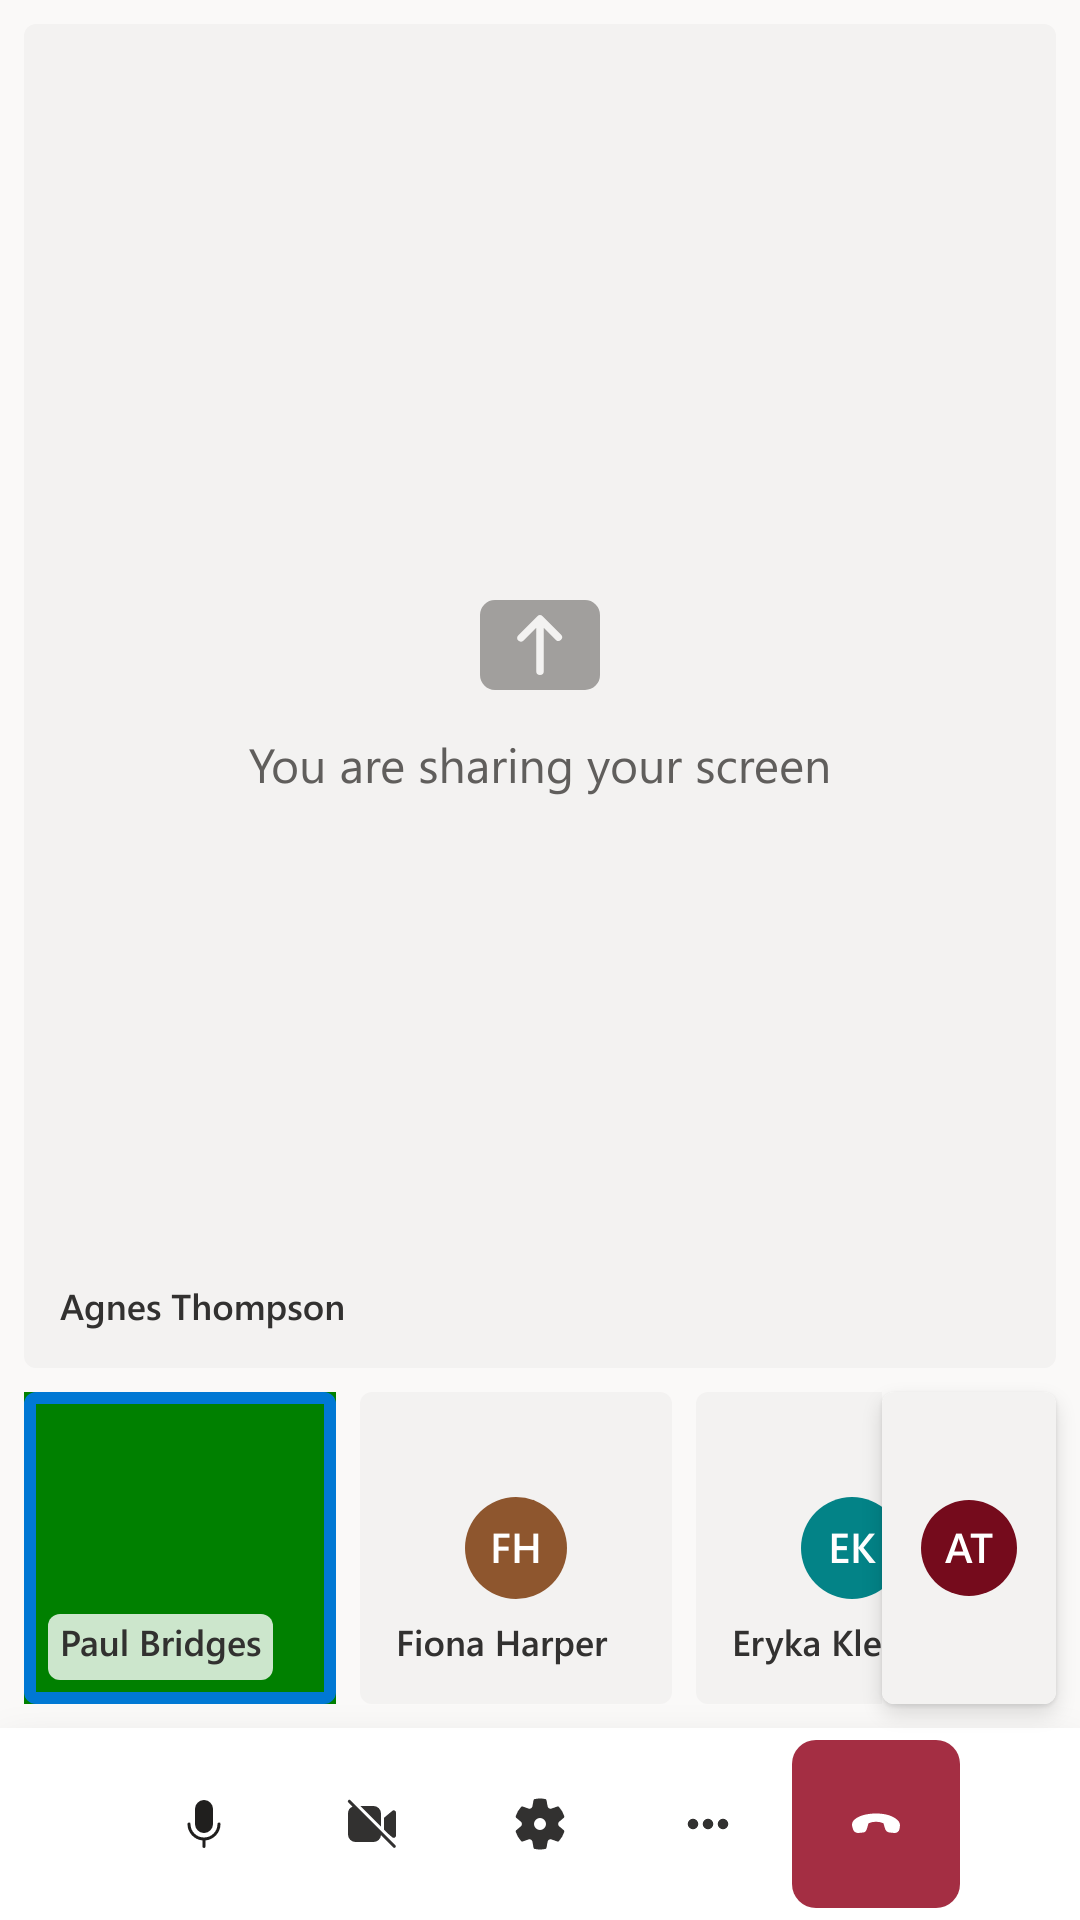 You are sharing your screen
Agnes Thompson
FH
EK
AT
Paul Bridges
Fiona Harper
Eryka Kle